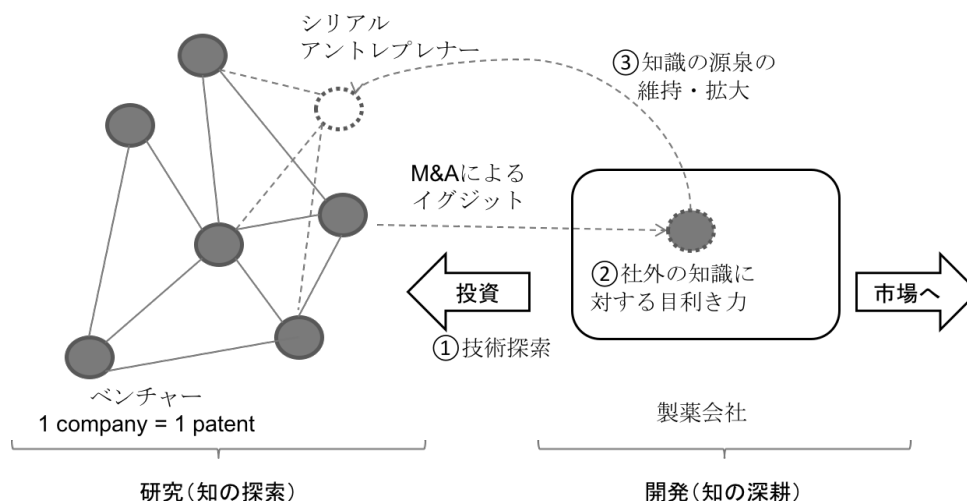 シリアル
アントレプレナー
③知識の源泉の
維持・拡大
M&Aによる
イグジット
②社外の知識に
対する目利き力
投資
市場へ
①技術探索
ベンチャー
1 company = 1 patent
製薬会社
研究(知の探索)
開発(知の深耕)